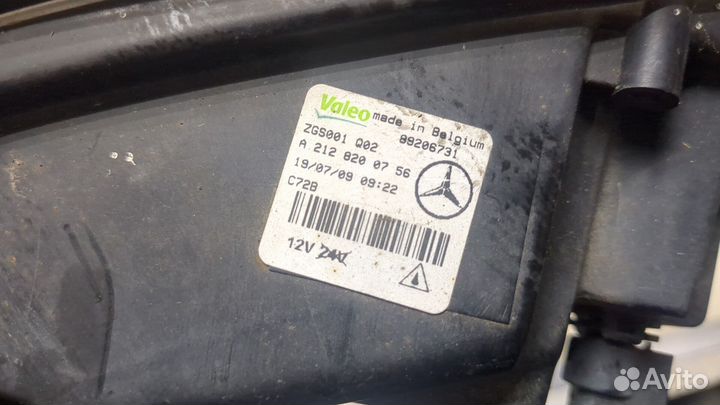 Valeo made in Belgium
ZGS001 Q02 89206731
A 212 820 07 56
19/07/09 09:22
C72B
12V 24V
Avito